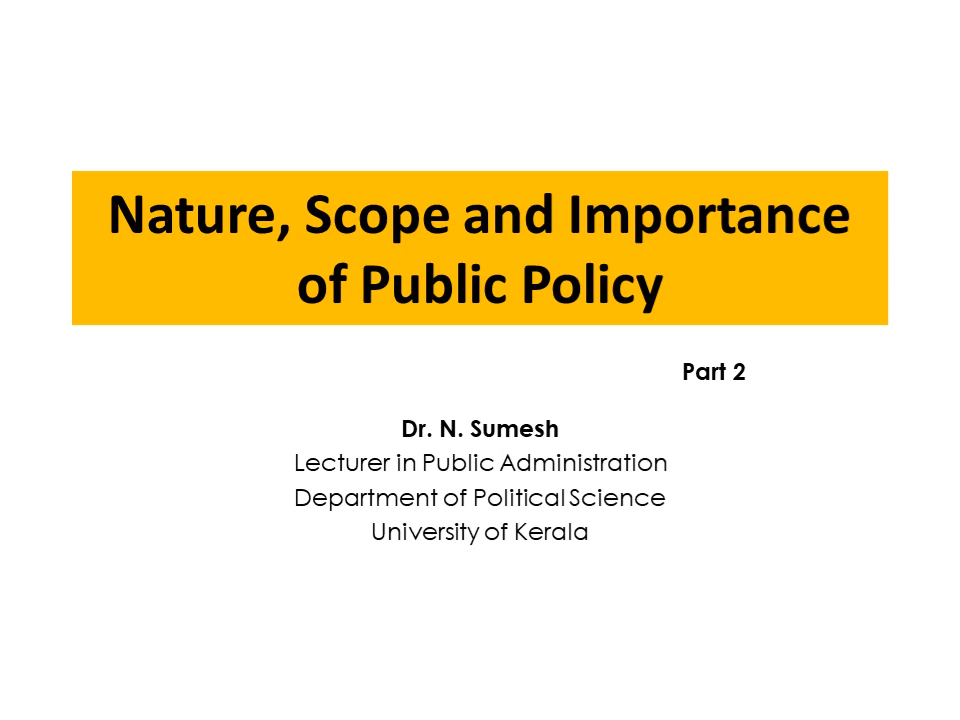 Nature, Scope and Importance
of Public Policy
Part 2
Dr. N. Sumesh
Lecturer in Public Administration
Department of Political Science
University of Kerala